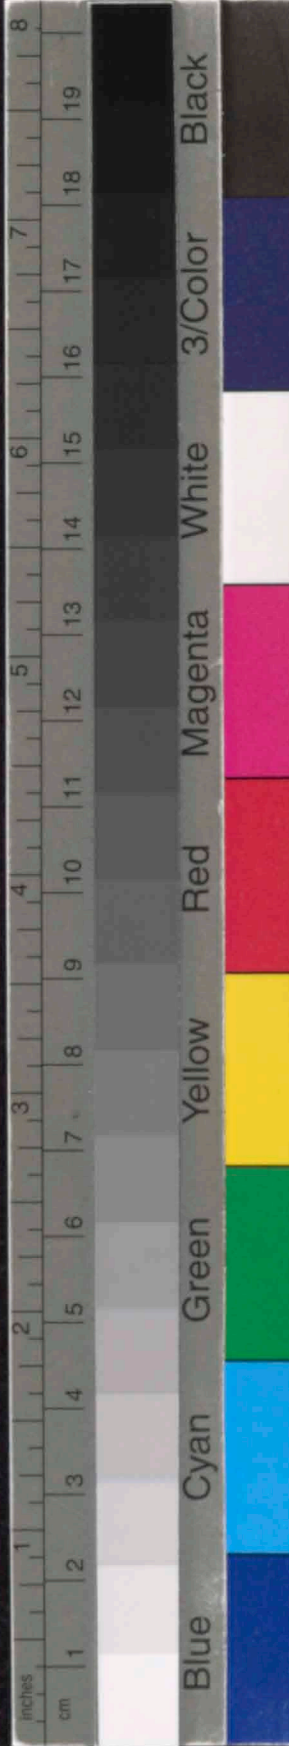 inches 1 2 3 4 5 6 7 8
cm 1 2 3 4 5 6 7 8 9 10 11 12 13 14 15 16 17 18 19
Blue Cyan Green Yellow Red Magenta White 3/Color Black